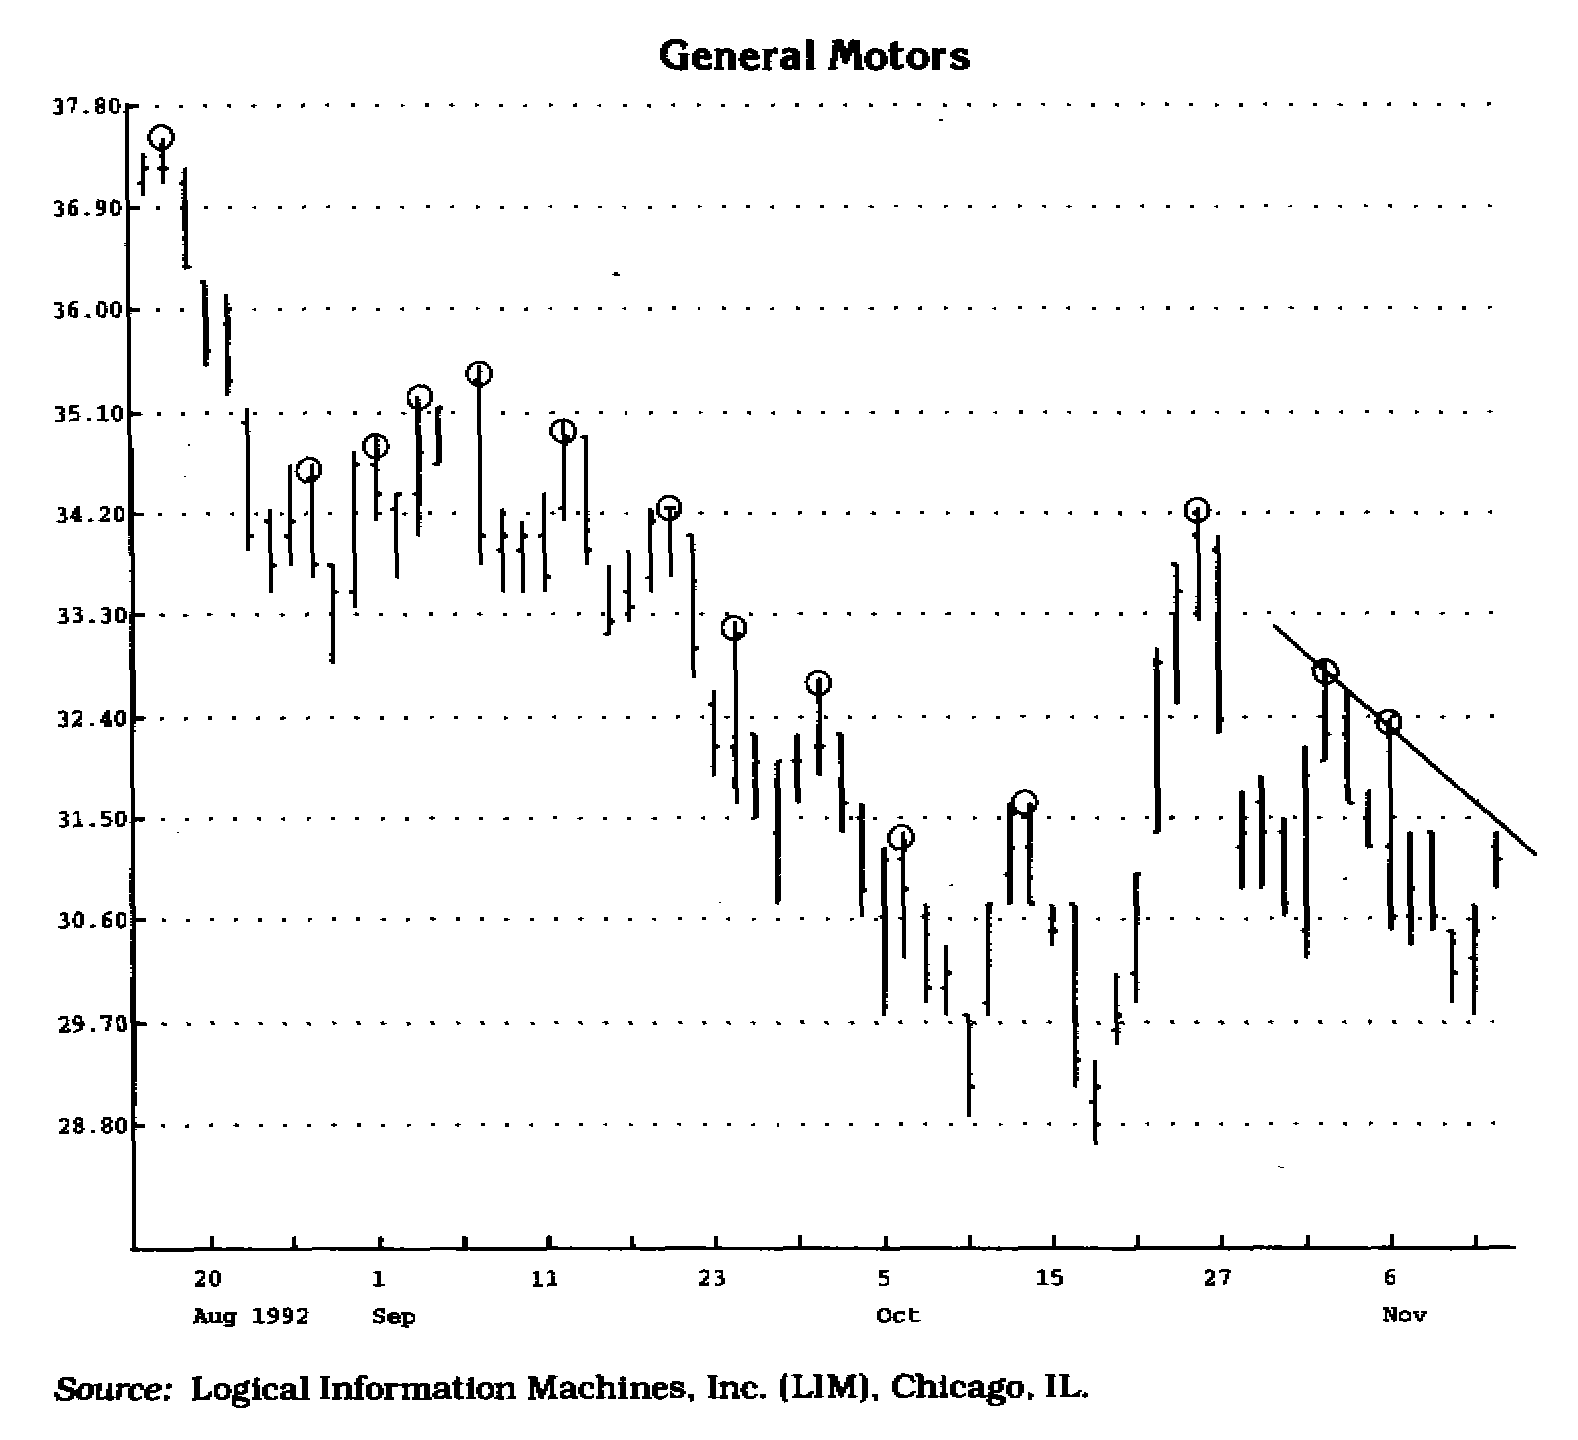 General Motors
37.80
36.90
36.00
35.10
34.20
33.30
32.40
31.50
30.60
29.70
28.80
20 1 11 23 5 15 27 6
Aug 1992 Sep Oct Nov
Source: Logical Information Machines, Inc. (LIM), Chicago, IL.